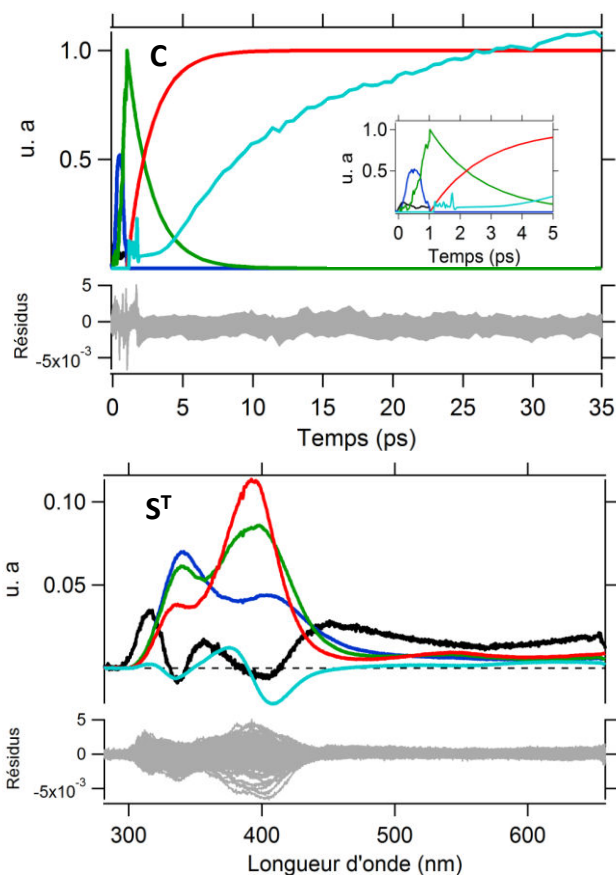 C
u. a
1.0
0.5
u. a
1.0
0.5
0 1 2 3 4 5
Temps (ps)
Résidus
5
0
-5x10⁻³
0 5 10 15 20 25 30 35
Temps (ps)
Sᵀ
u. a
0.10
0.05
Résidus
5
0
-5x10⁻³
300 400 500 600
Longueur d'onde (nm)